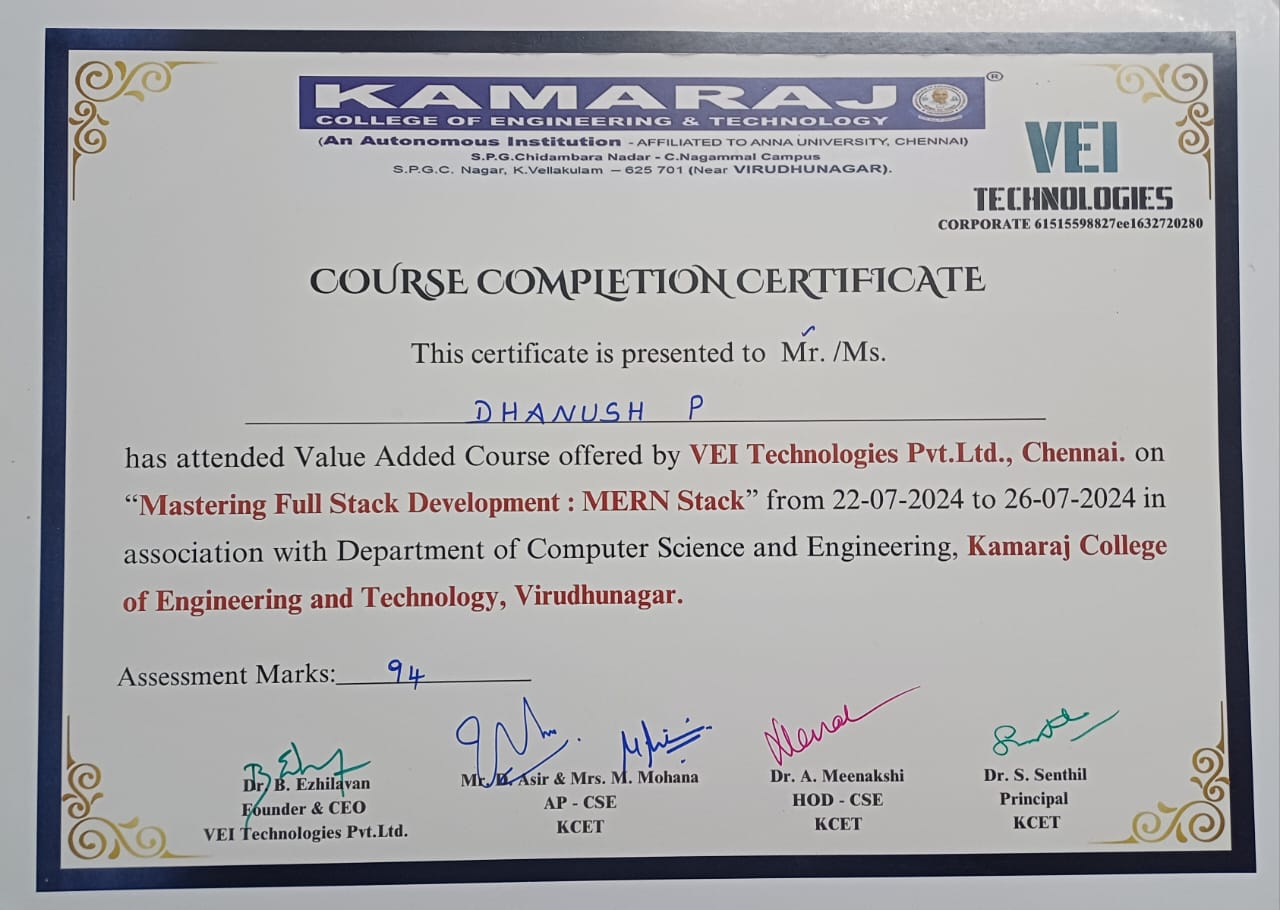 KAMARAJ ®
COLLEGE OF ENGINEERING & TECHNOLOGY
(An Autonomous Institution - AFFILIATED TO ANNA UNIVERSITY, CHENNAI)
S.P.G.Chidambara Nadar - C.Nagammal Campus
S.P.G.C. Nagar, K.Vellakulam – 625 701 (Near VIRUDHUNAGAR).
VEI
TECHNOLOGIES
CORPORATE 61515598827ee1632720280
COURSE COMPLETION CERTIFICATE
This certificate is presented to Mr. /Ms.
DHANUSH P
has attended Value Added Course offered by VEI Technologies Pvt.Ltd., Chennai. on
“Mastering Full Stack Development : MERN Stack” from 22-07-2024 to 26-07-2024 in
association with Department of Computer Science and Engineering, Kamaraj College
of Engineering and Technology, Virudhunagar.
Assessment Marks: 94
Dr. B. Ezhilavan
Founder & CEO
VEI Technologies Pvt.Ltd.
Mr. D. Asir & Mrs. M. Mohana
AP - CSE
KCET
Dr. A. Meenakshi
HOD - CSE
KCET
Dr. S. Senthil
Principal
KCET